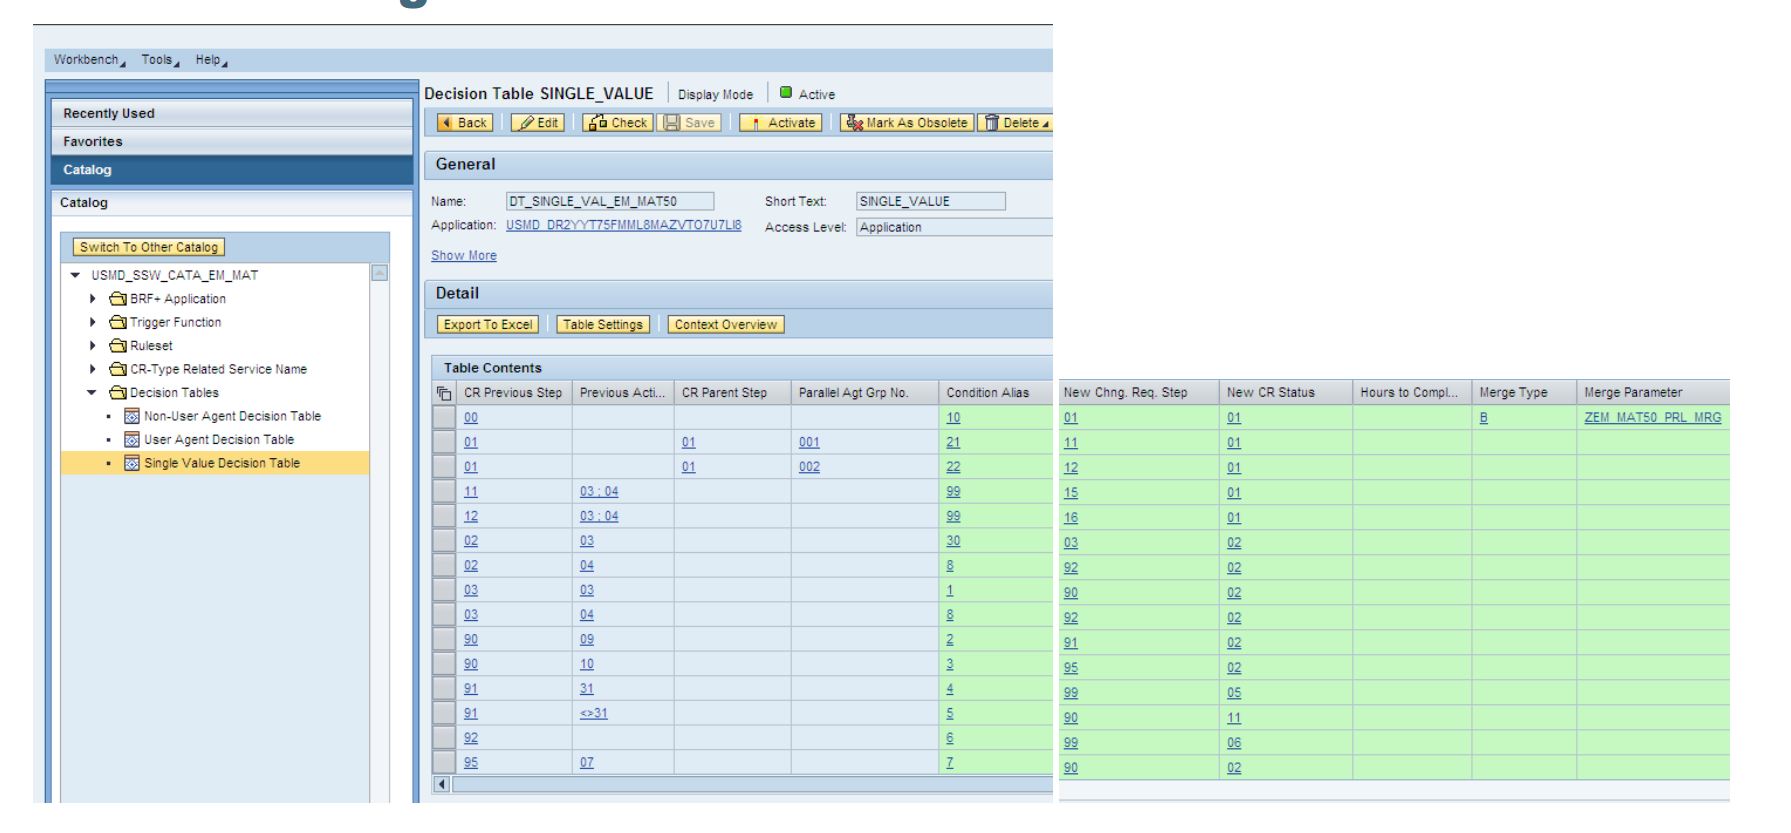 Workbench Tools Help
Recently Used
Favorites
Catalog
Catalog
Switch To Other Catalog
USMD_SSW_CATA_EM_MAT
BRF+ Application
Trigger Function
Ruleset
CR-Type Related Service Name
Decision Tables
Non-User Agent Decision Table
User Agent Decision Table
Single Value Decision Table
Decision Table SINGLE_VALUE Display Mode Active
Back Edit Check Save Activate Mark As Obsolete Delete
General
Name: DT_SINGLE_VAL_EM_MAT50 Short Text: SINGLE_VALUE
Application: USMD_DR2YYT75FMML8MAZVTO7U7LI8 Access Level: Application
Show More
Detail
Export To Excel Table Settings Context Overview
Table Contents
CR Previous Step Previous Acti... CR Parent Step Parallel Agt Grp No. Condition Alias New Chng. Req. Step New CR Status Hours to Compl... Merge Type Merge Parameter
00 10 01 01 B ZEM_MAT50_PRL_MRG
01 01 001 21 11 01
01 01 002 22 12 01
11 03 ; 04 99 15 01
12 03 ; 04 99 16 01
02 03 30 03 02
02 04 8 92 02
03 03 1 90 02
03 04 8 92 02
90 09 2 91 02
90 10 3 95 02
91 31 4 99 05
91 <>31 5 90 11
92 6 99 06
95 07 7 90 02